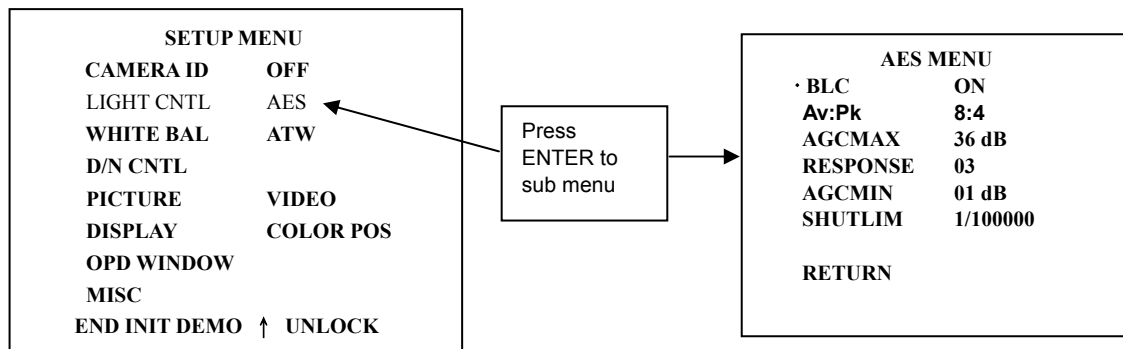 SETUP MENU
CAMERA ID OFF
LIGHT CNTL AES
WHITE BAL ATW
D/N CNTL
PICTURE VIDEO
DISPLAY COLOR POS
OPD WINDOW
MISC
END INIT DEMO ↑ UNLOCK
Press
ENTER to
sub menu
AES MENU
· BLC ON
Av:Pk 8:4
AGCMAX 36 dB
RESPONSE 03
AGCMIN 01 dB
SHUTLIM 1/100000
RETURN